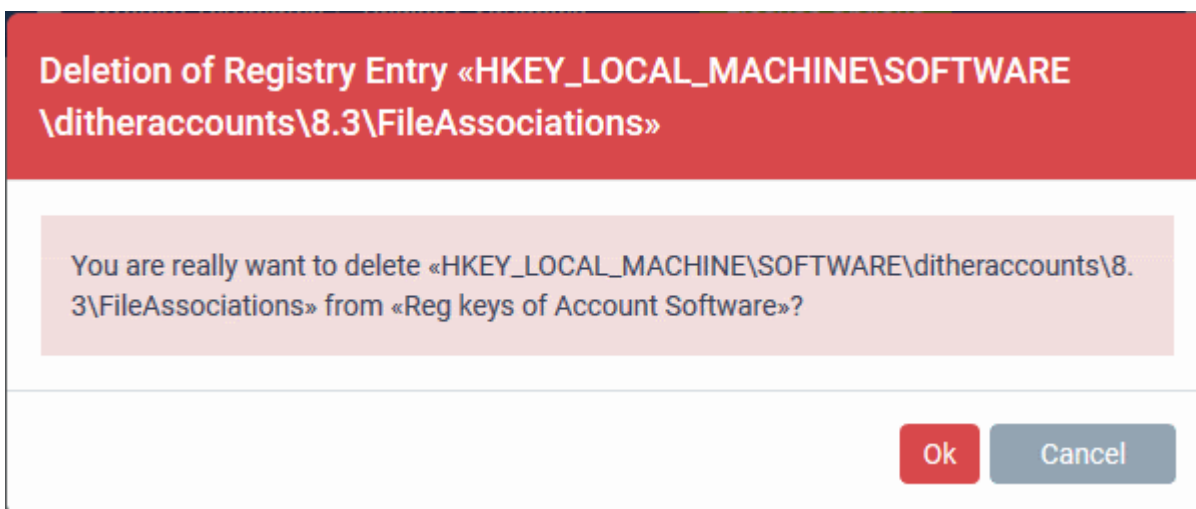 Deletion of Registry Entry «HKEY_LOCAL_MACHINE\SOFTWARE
\ditheraccounts\8.3\FileAssociations»
You are really want to delete «HKEY_LOCAL_MACHINE\SOFTWARE\ditheraccounts\8.
3\FileAssociations» from «Reg keys of Account Software»?
Ok Cancel